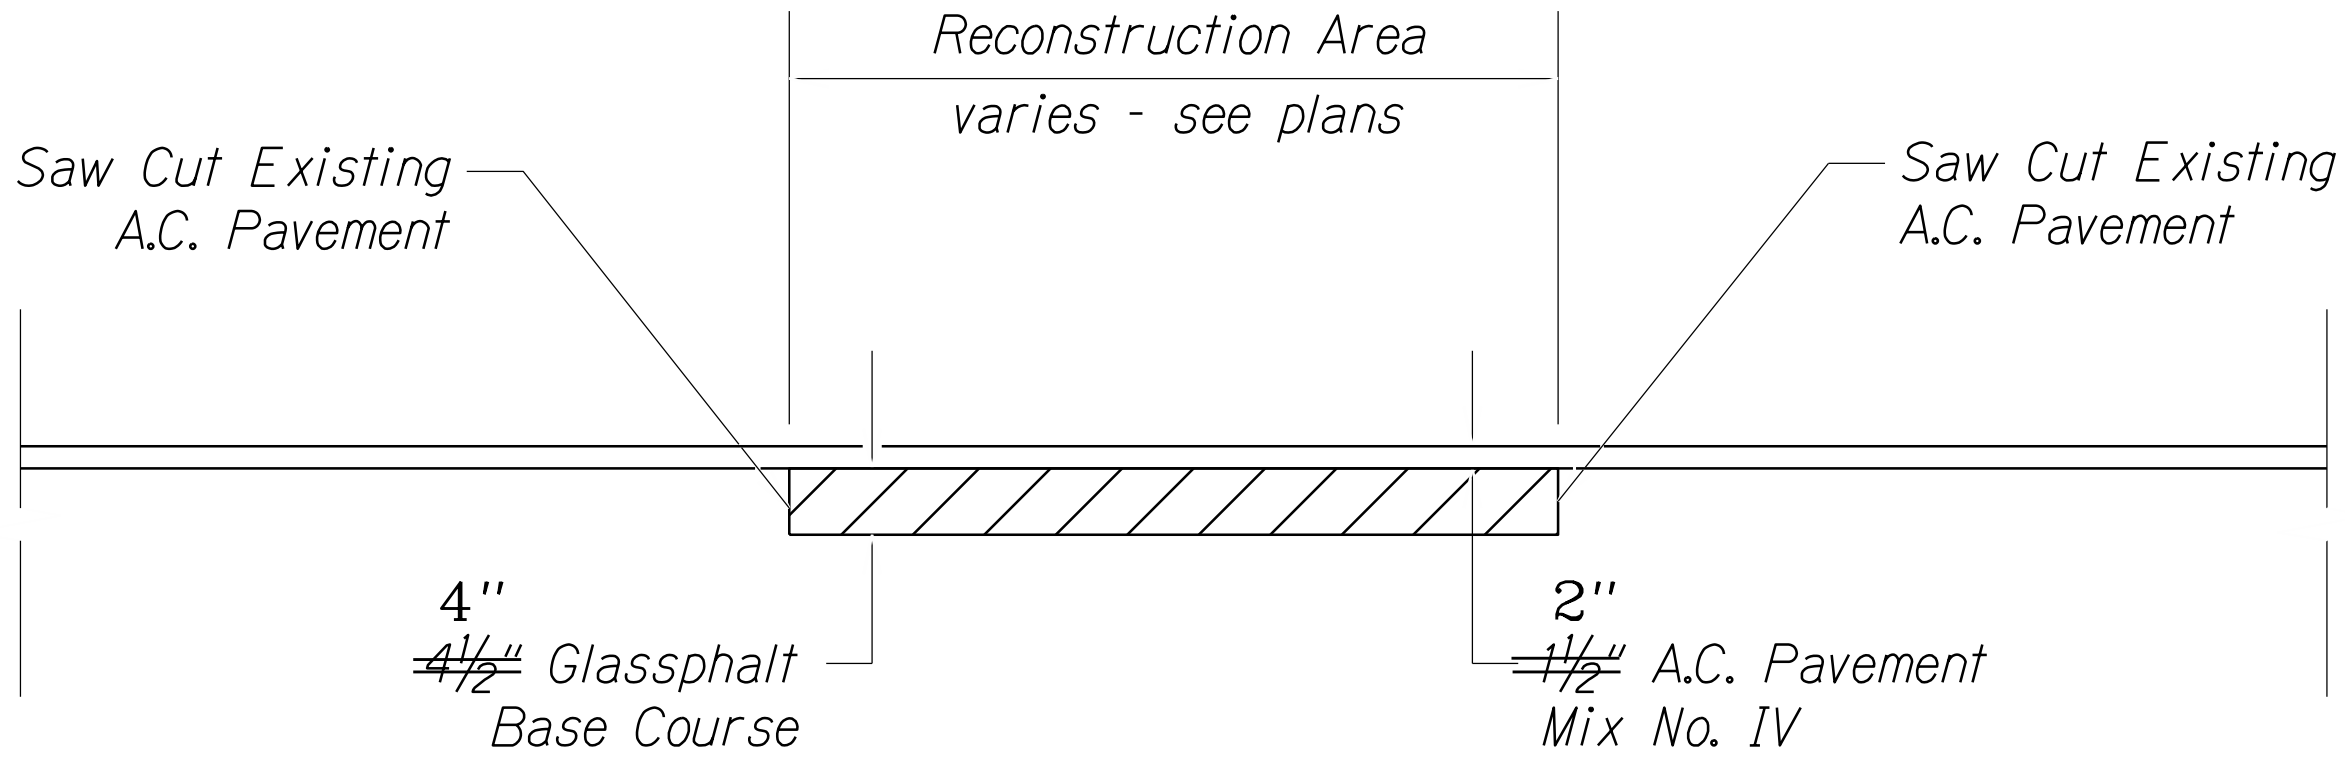 Reconstruction Area
varies - see plans
Saw Cut Existing
A.C. Pavement
Saw Cut Existing
A.C. Pavement
4"
4½" Glassphalt
Base Course
2"
1½" A.C. Pavement
Mix No. IV